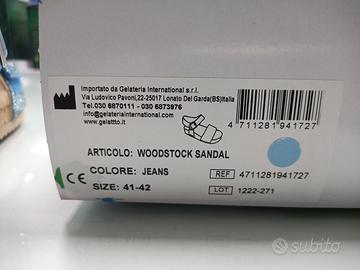 Importato da Gelateria International s.r.l.
Via Ludovico Pavoni,22-25017 Lonato Del Garda(BS)Italia
Tel.030 6870111 - 030 6873976
info@gelateriainternational.com
www.gelattto.it
4 711281 941727
ARTICOLO: WOODSTOCK SANDAL
COLORE: JEANS
REF 4711281941727
SIZE: 41-42
LOT 1222-271
CE
subito